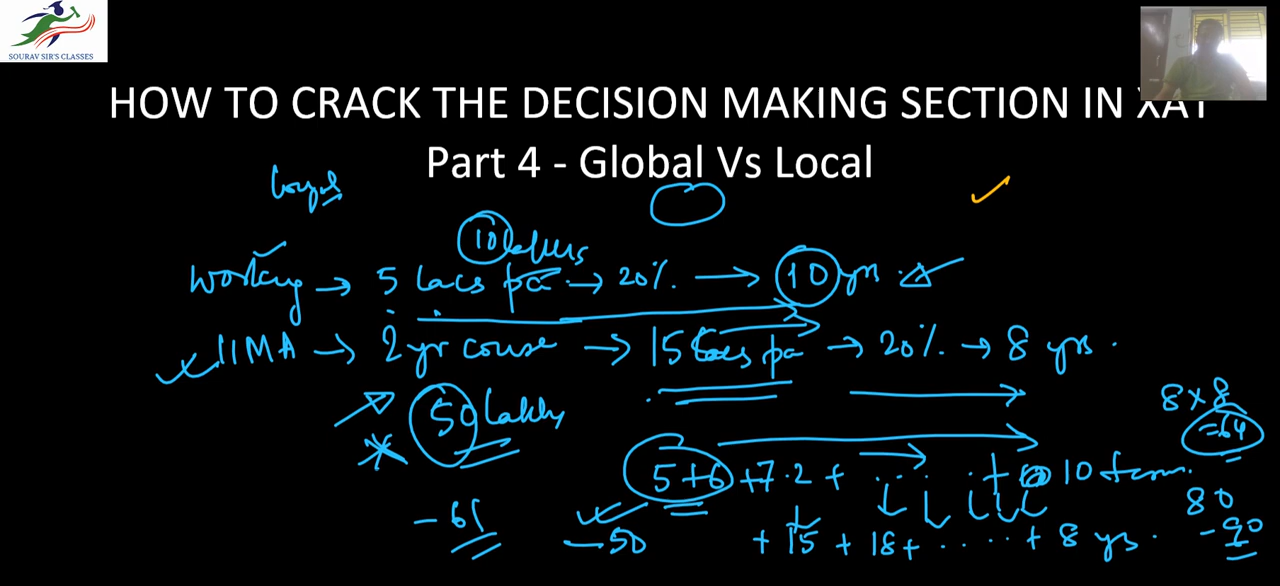 SOURAV SIR'S CLASSES
HOW TO CRACK THE DECISION MAKING SECTION IN XAT
Part 4 - Global Vs Local
10
Working → 5 lacs pa → 20% → 10 yrs
IIMA → 2 yr course → 15 lacs pa → 20% → 8 yrs.
50 lakhs
8 × 8
= 64
5 + 6 + 7.2 + ..... + 10 term.
80
- 61
- 50
+ 15 + 18 + ..... + 8 yrs.
- 90